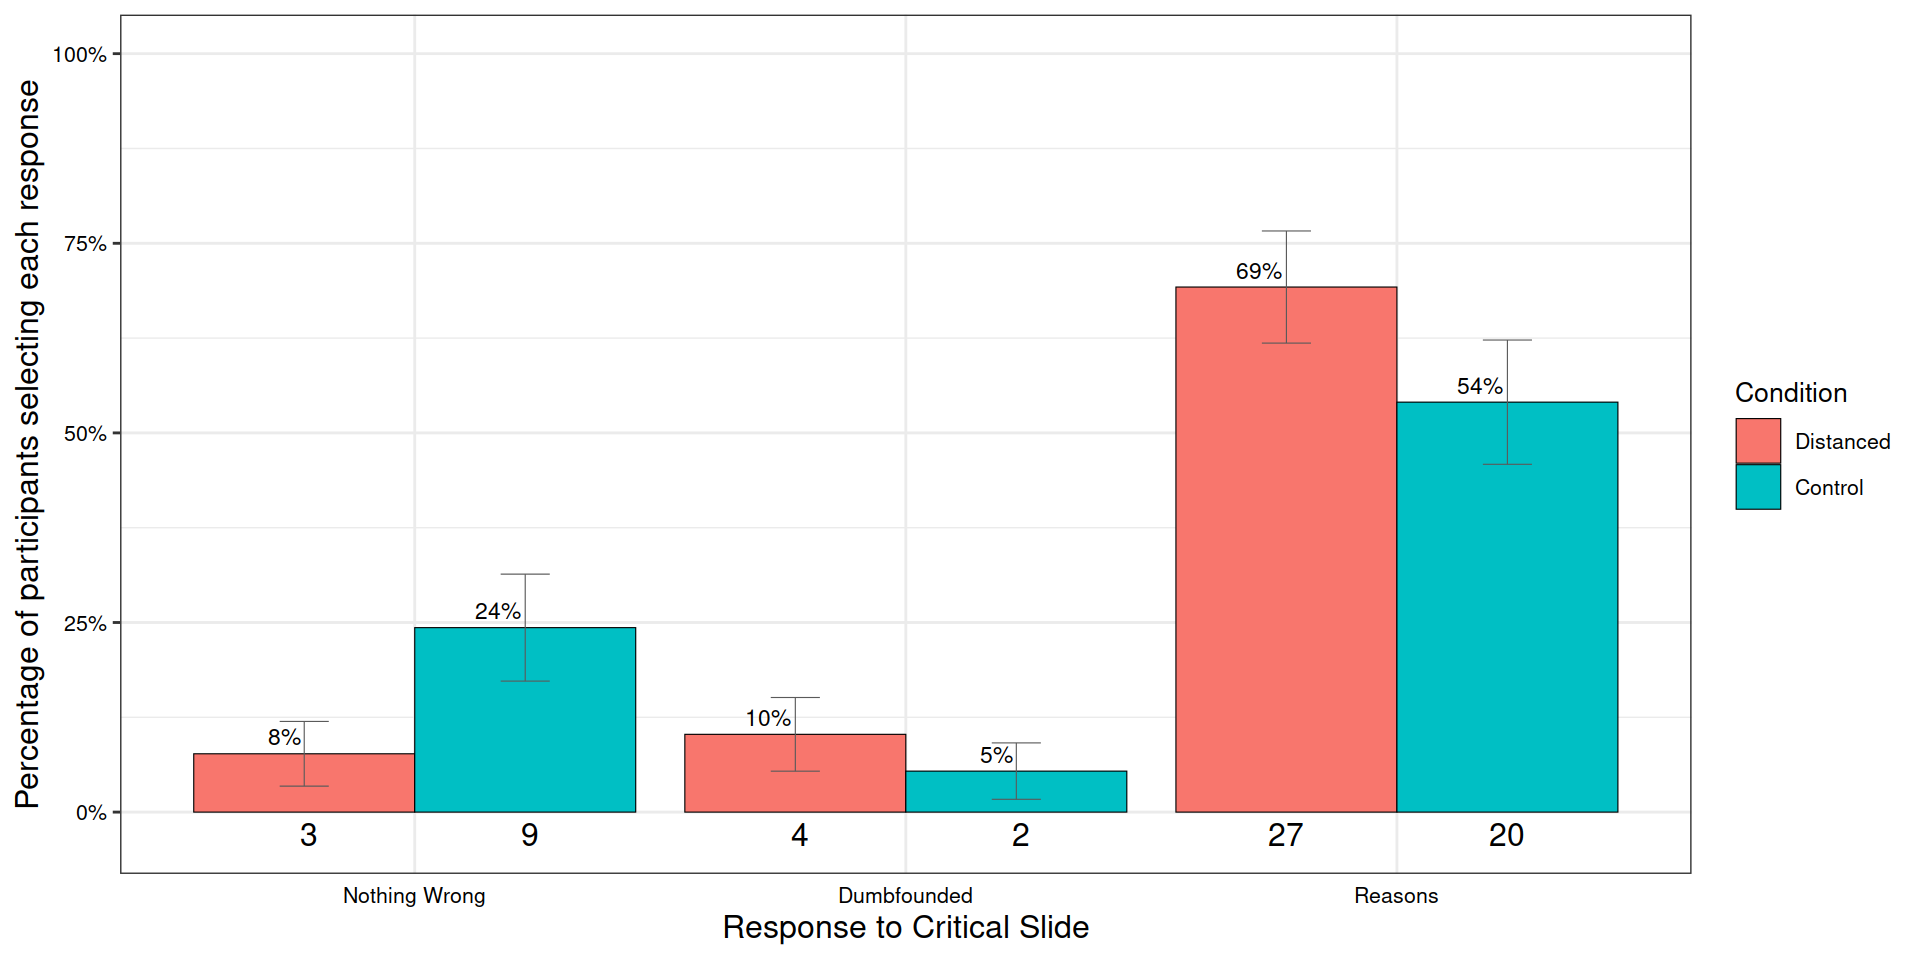 Percentage of participants selecting each response
100%
75%
50%
25%
0%
8%
24%
10%
5%
69%
54%
3
9
4
2
27
20
Nothing Wrong
Dumbfounded
Reasons
Response to Critical Slide
Condition
Distanced
Control